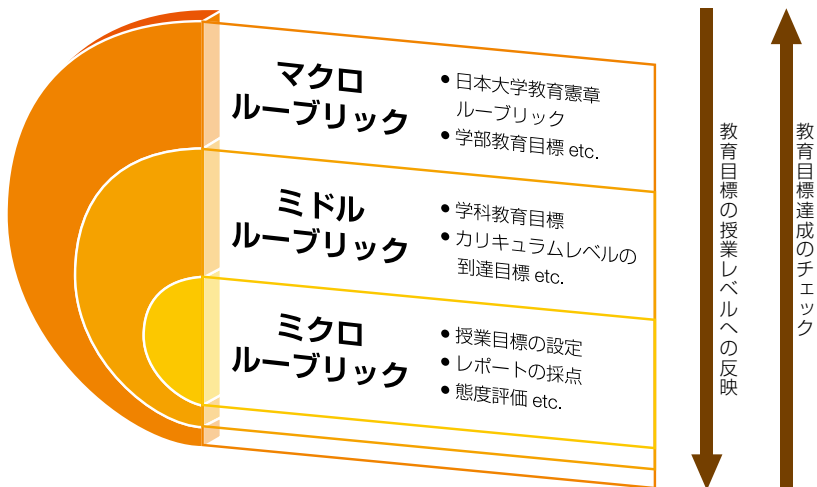 マクロ
ルーブリック
● 日本大学教育憲章
ルーブリック
● 学部教育目標 etc.
ミドル
ルーブリック
● 学科教育目標
● カリキュラムレベルの
到達目標 etc.
ミクロ
ルーブリック
● 授業目標の設定
● レポートの採点
● 態度評価 etc.
教育目標の授業レベルへの反映
教育目標達成のチェック